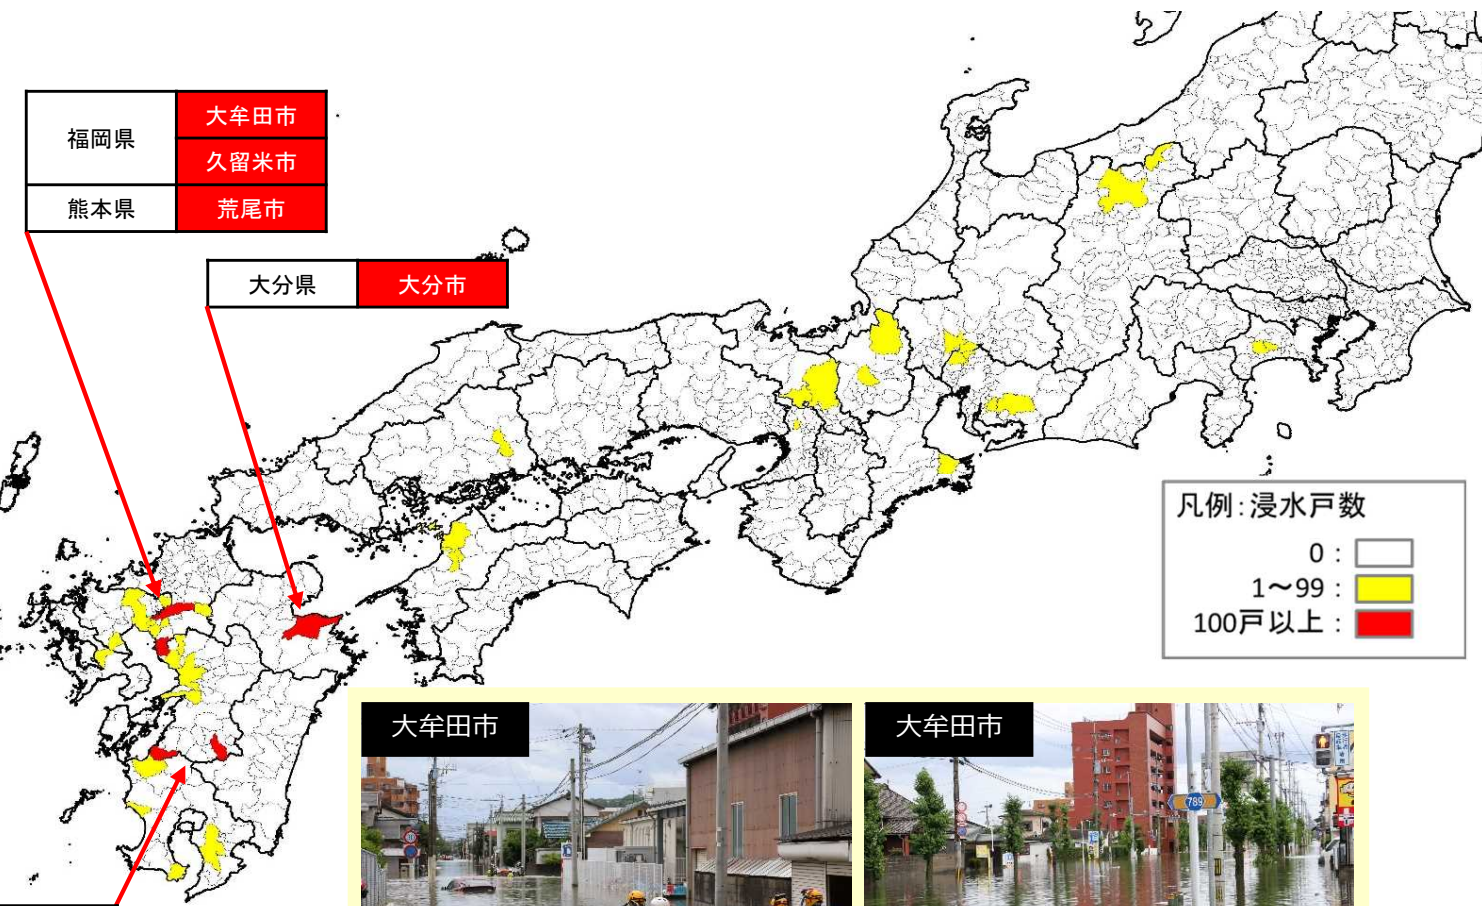 福岡県
大牟田市
久留米市
熊本県
荒尾市
大分県
大分市
凡例:浸水戸数
0:
1~99:
100戸以上:
大牟田市
大牟田市
789